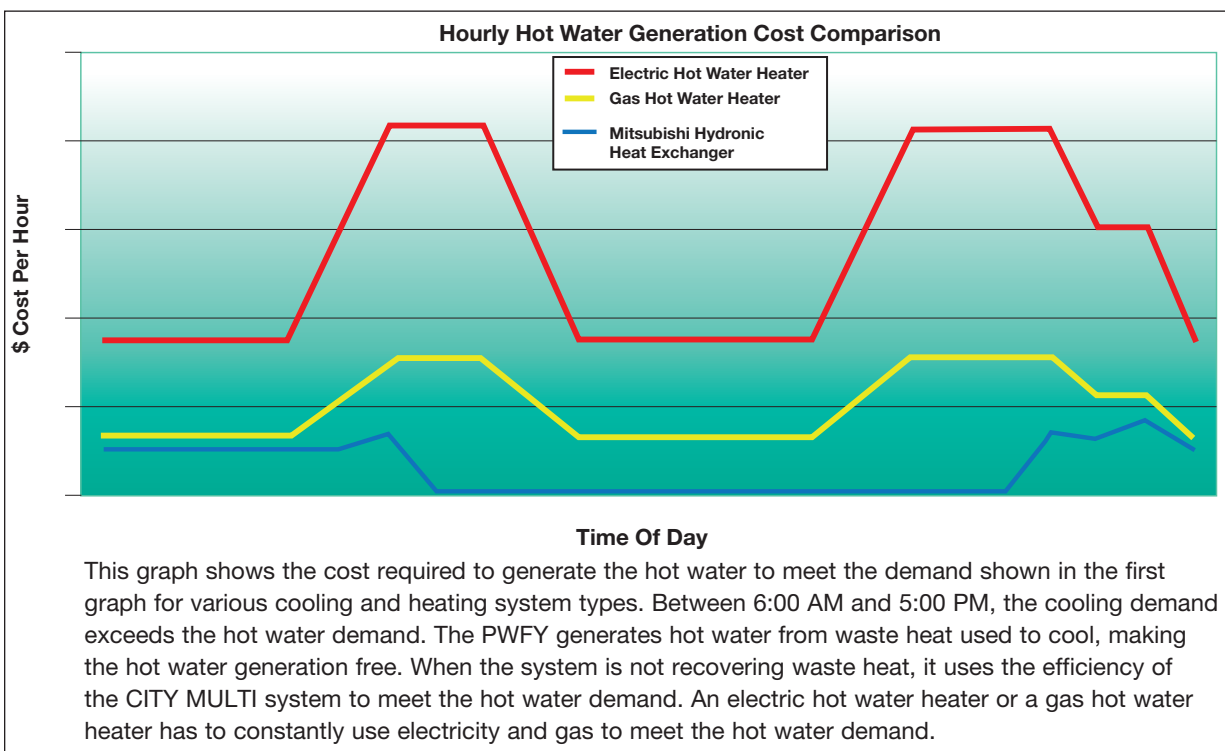 Hourly Hot Water Generation Cost Comparison
Electric Hot Water Heater
Gas Hot Water Heater
Mitsubishi Hydronic
Heat Exchanger
$ Cost Per Hour
Time Of Day
This graph shows the cost required to generate the hot water to meet the demand shown in the first
graph for various cooling and heating system types. Between 6:00 AM and 5:00 PM, the cooling demand
exceeds the hot water demand. The PWFY generates hot water from waste heat used to cool, making
the hot water generation free. When the system is not recovering waste heat, it uses the efficiency of
the CITY MULTI system to meet the hot water demand. An electric hot water heater or a gas hot water
heater has to constantly use electricity and gas to meet the hot water demand.